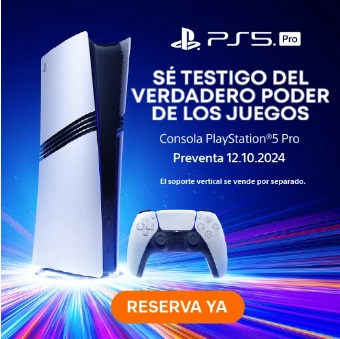 PS5 Pro
SÉ TESTIGO DEL
VERDADERO PODER
DE LOS JUEGOS
Consola PlayStation®5 Pro
Preventa 12.10.2024
El soporte vertical se vende por separado.
RESERVA YA